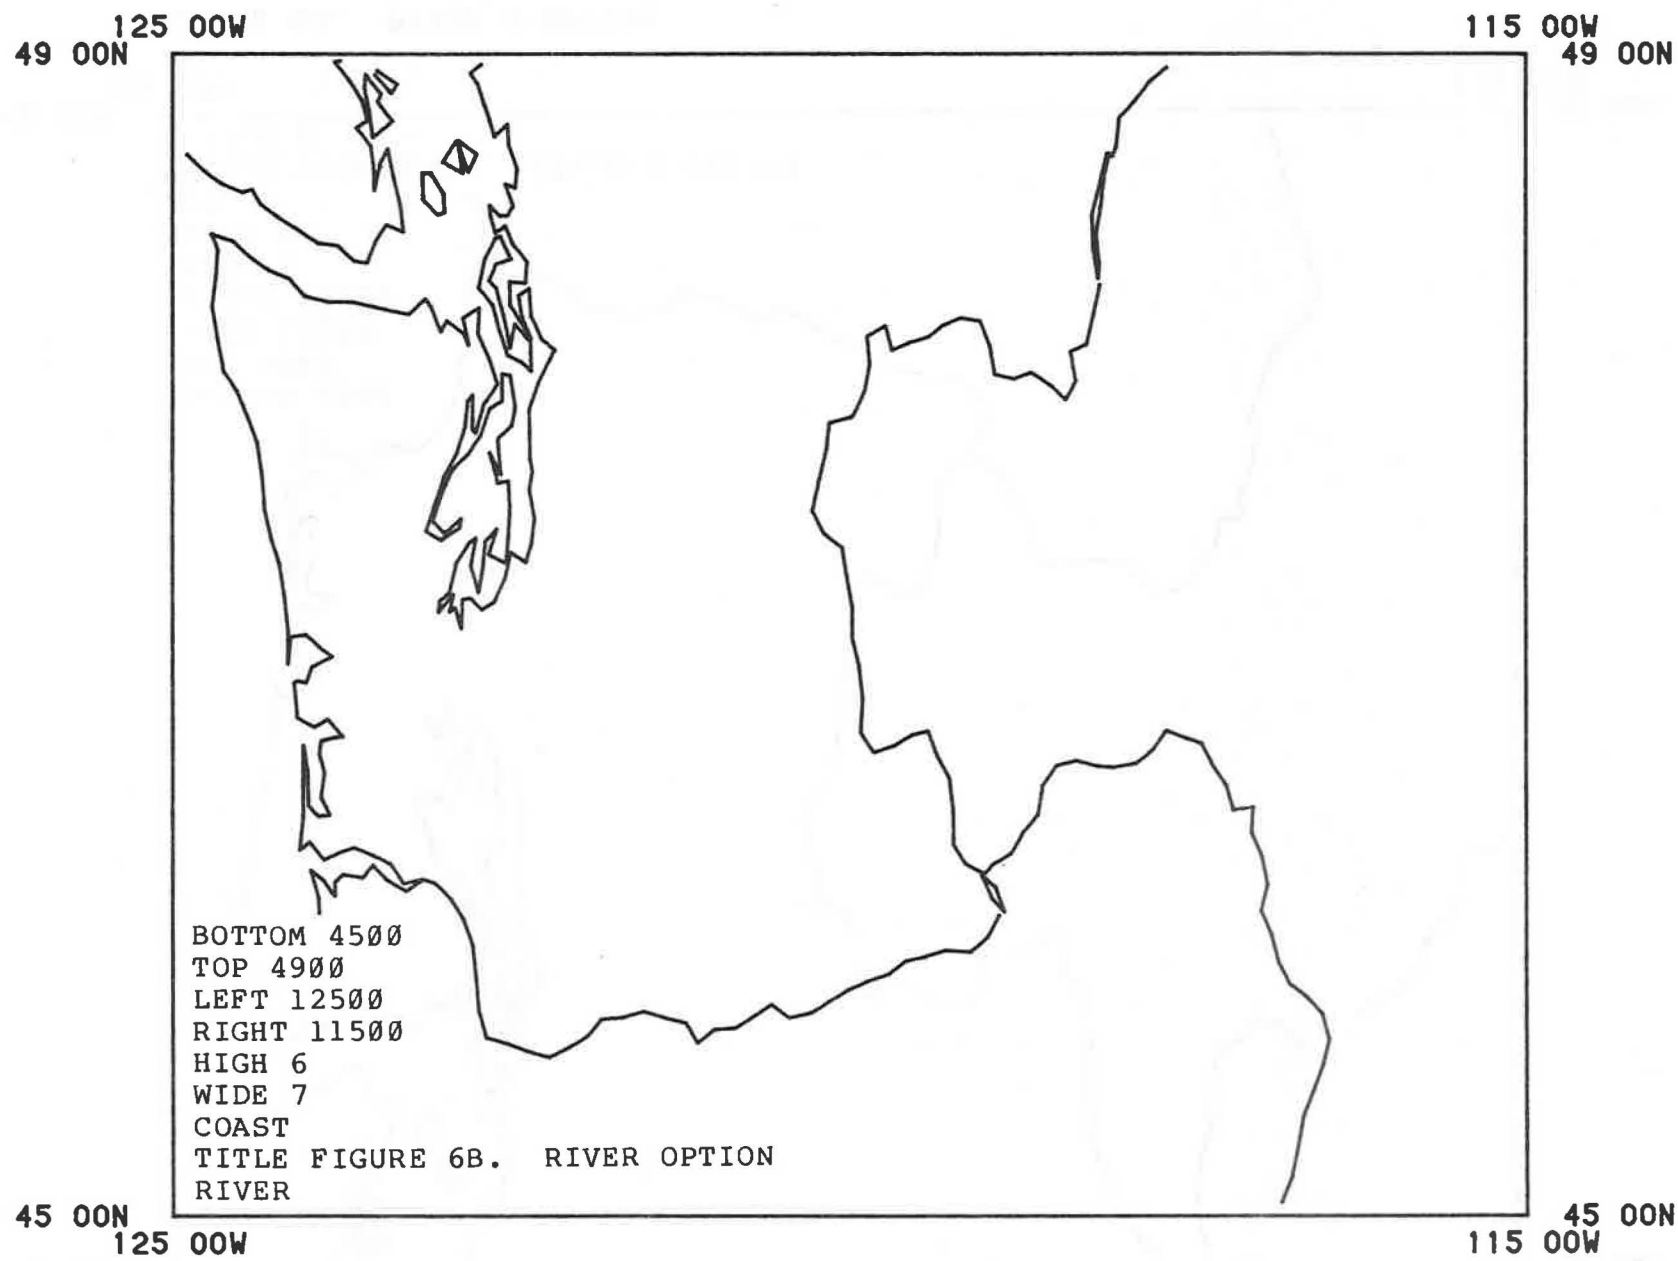 125 00W 115 00W
49 00N 49 00N
BOTTOM 4500
TOP 4900
LEFT 12500
RIGHT 11500
HIGH 6
WIDE 7
COAST
TITLE FIGURE 6B. RIVER OPTION
RIVER
45 00N 45 00N
125 00W 115 00W